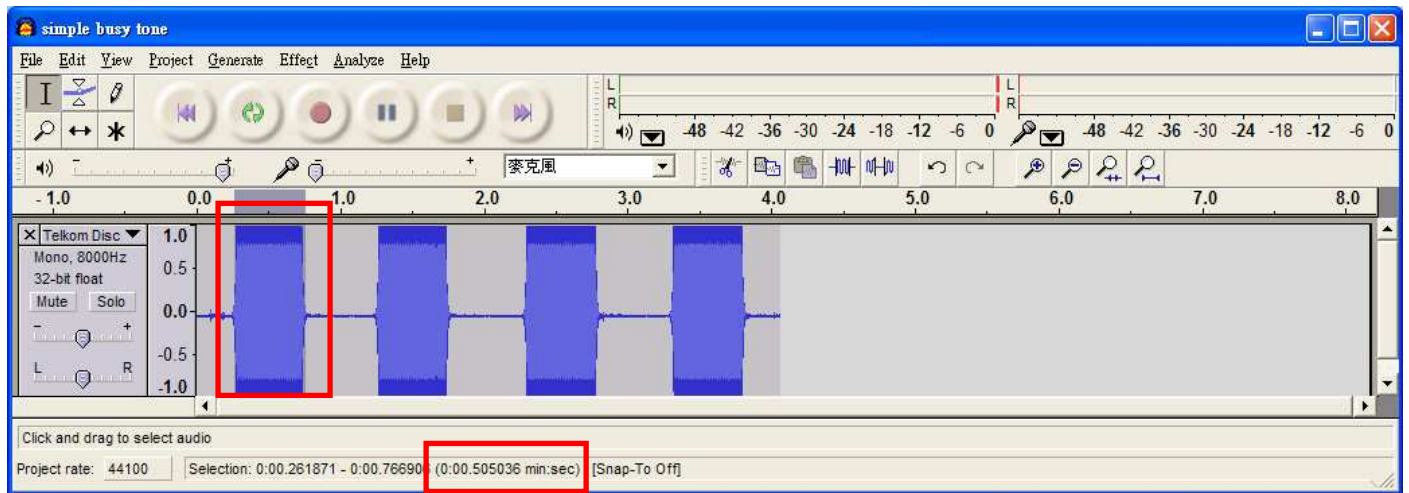 simple busy tone
File Edit View Project Generate Effect Analyze Help
L
R
-48 -42 -36 -30 -24 -18 -12 -6 0
L
R
-48 -42 -36 -30 -24 -18 -12 -6 0
麥克風
- 1.0 0.0 1.0 2.0 3.0 4.0 5.0 6.0 7.0 8.0
X Telkom Disc
Mono, 8000Hz
32-bit float
Mute Solo
- +
L R
1.0
0.5
0.0
-0.5
-1.0
Click and drag to select audio
Project rate: 44100 Selection: 0:00.261871 - 0:00.766906 (0:00.505036 min:sec) [Snap-To Off]